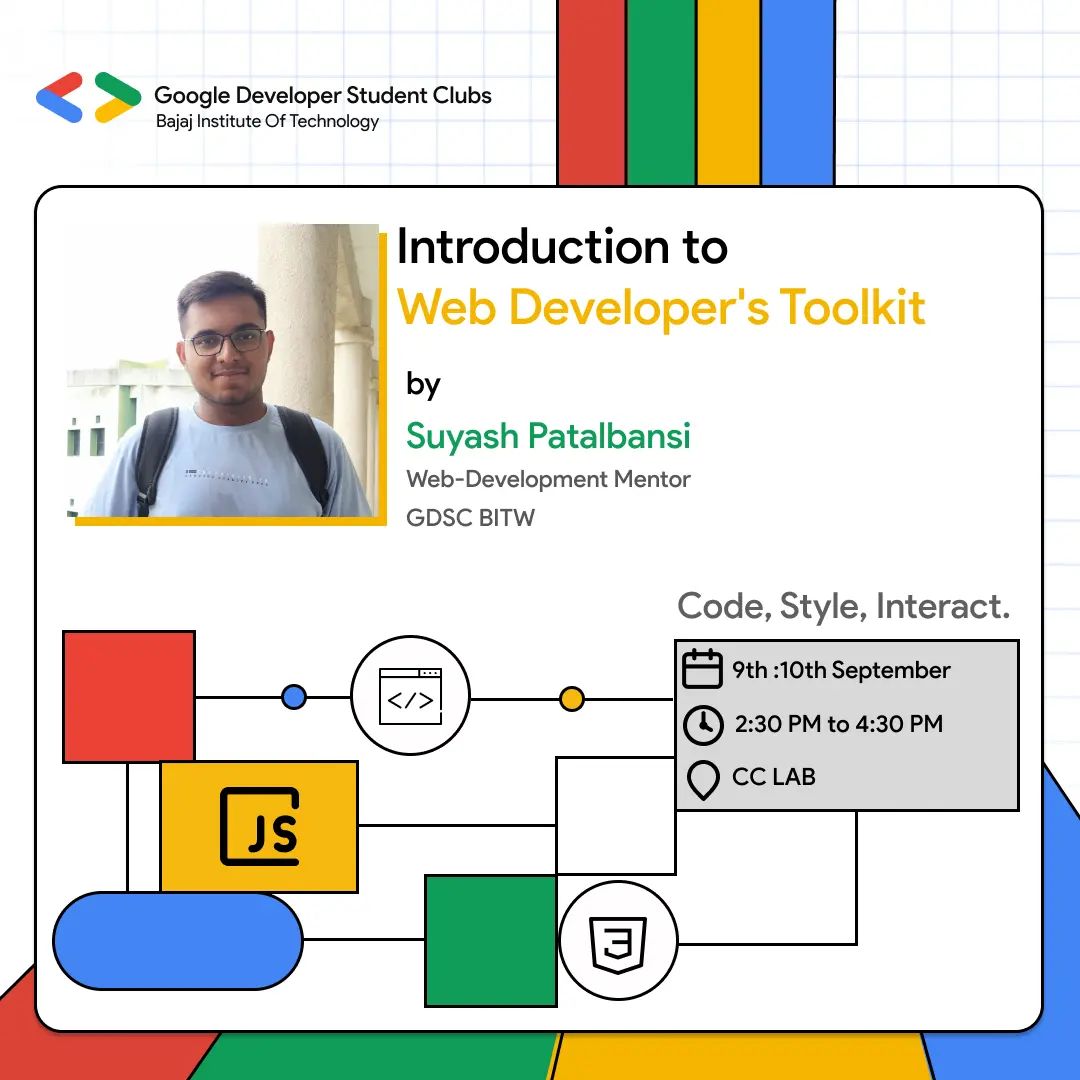 Google Developer Student Clubs
Bajaj Institute Of Technology
Introduction to
Web Developer's Toolkit
by
Suyash Patalbansi
Web-Development Mentor
GDSC BITW
Code, Style, Interact.
9th :10th September
2:30 PM to 4:30 PM
CC LAB
</>
JS
3